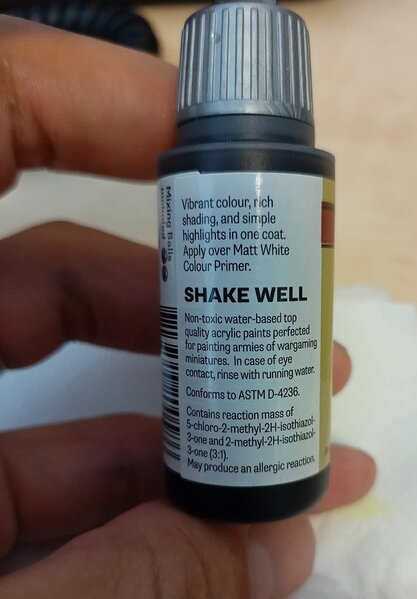 Mixing Balls
included
Vibrant colour, rich
shading, and simple
highlights in one coat.
Apply over Matt White
Colour Primer.
SHAKE WELL
Non-toxic water-based top
quality acrylic paints perfected
for painting armies of wargaming
miniatures. In case of eye
contact, rinse with running water.
Conforms to ASTM D-4236.
Contains reaction mass of
5-chloro-2-methyl-2H-isothiazol-
3-one and 2-methyl-2H-isothiazol-
3-one (3:1).
May produce an allergic reaction.